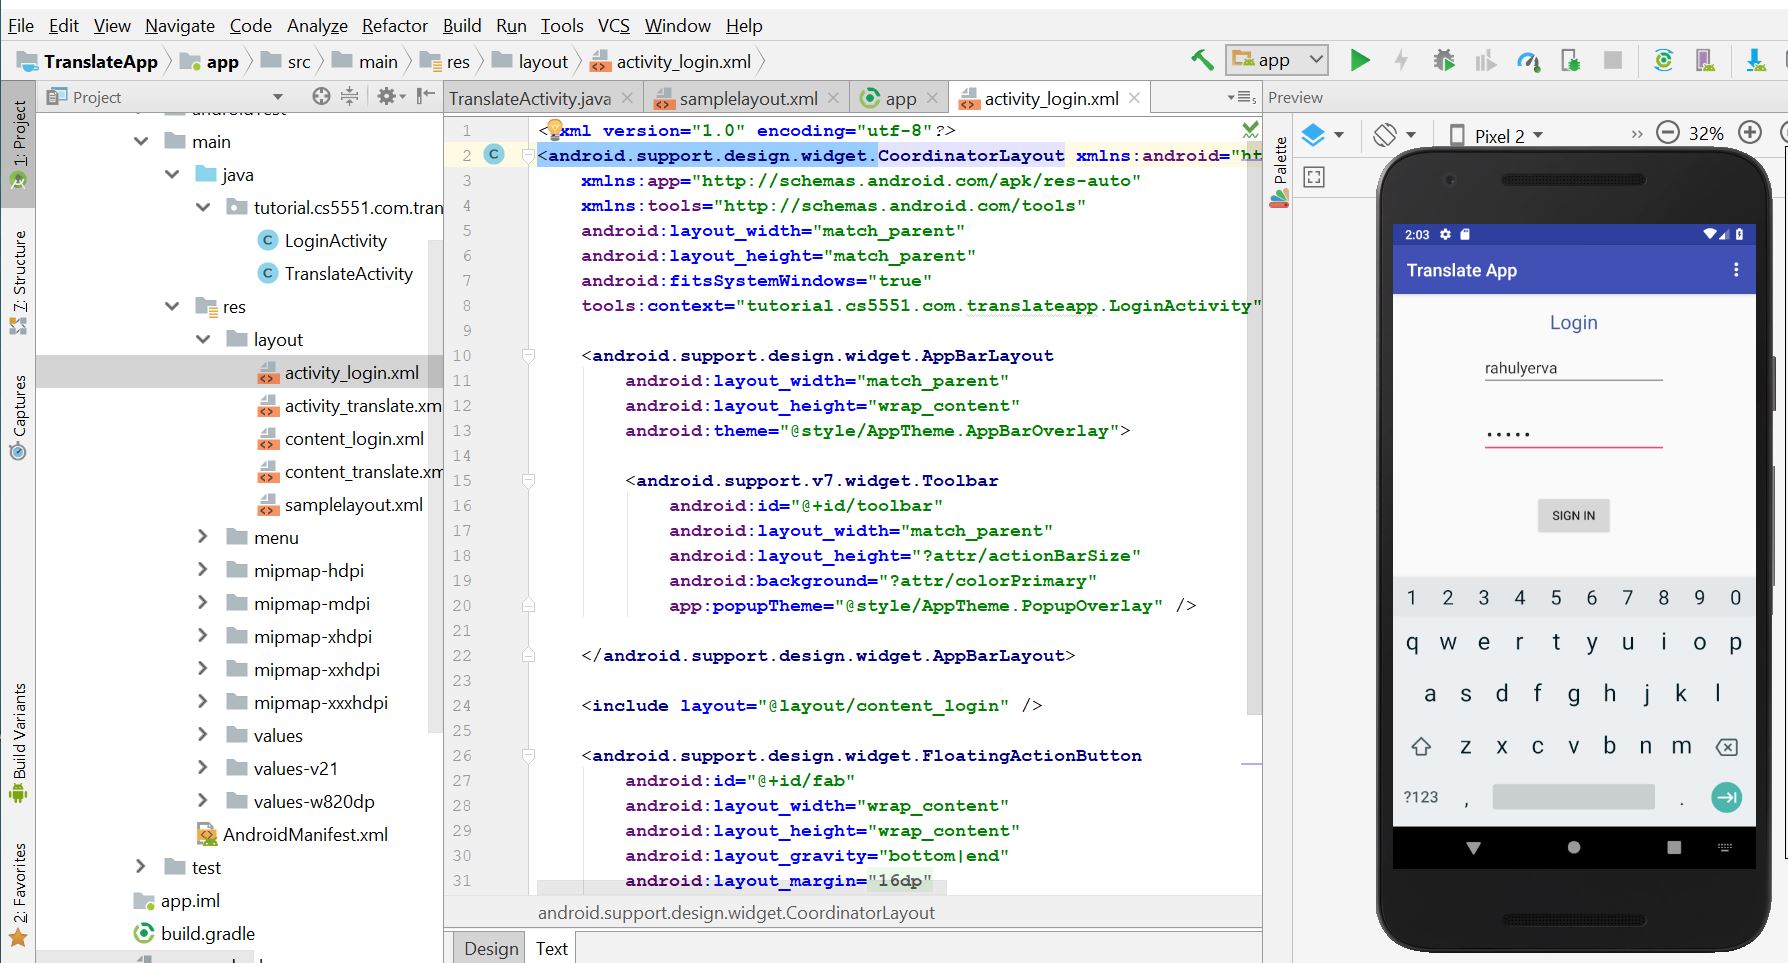 File Edit View Navigate Code Analyze Refactor Build Run Tools VCS Window Help
TranslateApp app src main res layout activity_login.xml app
Project
TranslateActivity.java samplelayout.xml app activity_login.xml
Preview
1: Project
7: Structure
Captures
Build Variants
2: Favorites
main
java
tutorial.cs5551.com.tran
LoginActivity
TranslateActivity
res
layout
activity_login.xml
activity_translate.xm
content_login.xml
content_translate.xm
samplelayout.xml
menu
mipmap-hdpi
mipmap-mdpi
mipmap-xhdpi
mipmap-xxhdpi
mipmap-xxxhdpi
values
values-v21
values-w820dp
AndroidManifest.xml
test
app.iml
build.gradle
1 <?xml version="1.0" encoding="utf-8"?>
2 <android.support.design.widget.CoordinatorLayout xmlns:android="ht
3 xmlns:app="http://schemas.android.com/apk/res-auto"
4 xmlns:tools="http://schemas.android.com/tools"
5 android:layout_width="match_parent"
6 android:layout_height="match_parent"
7 android:fitsSystemWindows="true"
8 tools:context="tutorial.cs5551.com.translateapp.LoginActivity"
9
10 <android.support.design.widget.AppBarLayout
11 android:layout_width="match_parent"
12 android:layout_height="wrap_content"
13 android:theme="@style/AppTheme.AppBarOverlay">
14
15 <android.support.v7.widget.Toolbar
16 android:id="@+id/toolbar"
17 android:layout_width="match_parent"
18 android:layout_height="?attr/actionBarSize"
19 android:background="?attr/colorPrimary"
20 app:popupTheme="@style/AppTheme.PopupOverlay" />
21
22 </android.support.design.widget.AppBarLayout>
23
24 <include layout="@layout/content_login" />
25
26 <android.support.design.widget.FloatingActionButton
27 android:id="@+id/fab"
28 android:layout_width="wrap_content"
29 android:layout_height="wrap_content"
30 android:layout_gravity="bottom|end"
31 android:layout_margin="16dp"
android.support.design.widget.CoordinatorLayout
Design Text
Palette
Pixel 2 » 32%
2:03
Translate App
Login
rahulyerva
•••••
SIGN IN
1 2 3 4 5 6 7 8 9 0
q w e r t y u i o p
a s d f g h j k l
z x c v b n m
?123 , .